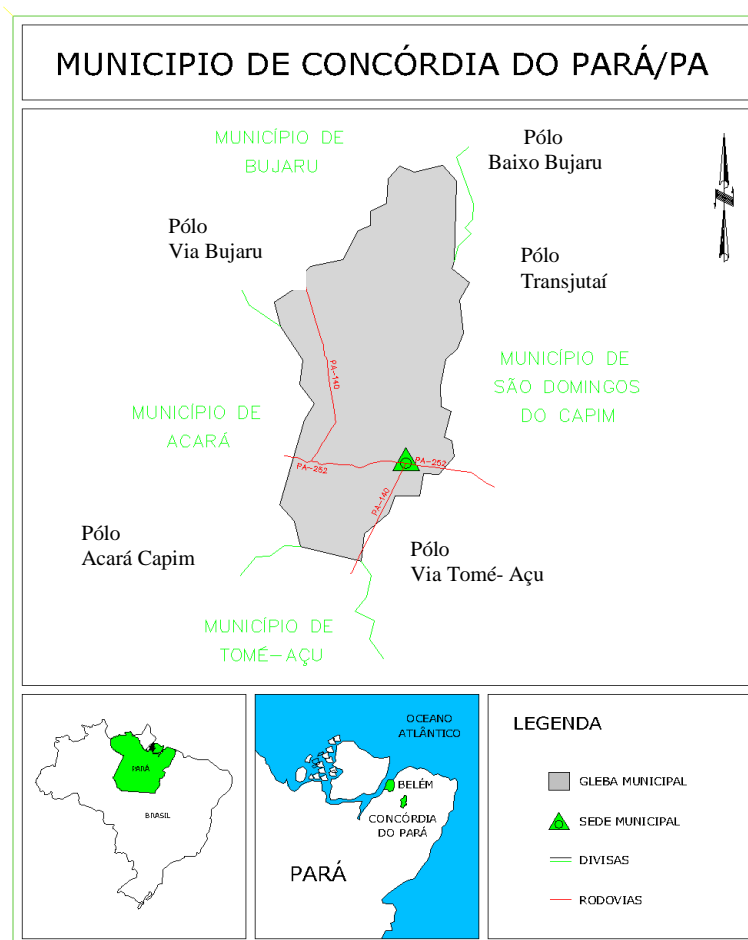 MUNICIPIO DE CONCÓRDIA DO PARÁ/PA
MUNICÍPIO DE
BUJARU
Pólo
Baixo Bujaru
Pólo
Via Bujaru
Pólo
Transjutaí
PA-140
MUNICÍPIO DE
SÃO DOMINGOS
DO CAPIM
MUNICÍPIO DE
ACARÁ
PA-252
PA-252
PA-140
Pólo
Acará Capim
Pólo
Via Tomé- Açu
MUNICÍPIO DE
TOMÉ-AÇU
PARÁ
BRASIL
OCEANO
ATLÂNTICO
BELÉM
CONCÓRDIA
DO PARÁ
PARÁ
LEGENDA
GLEBA MUNICIPAL
SEDE MUNICIPAL
DIVISAS
RODOVIAS